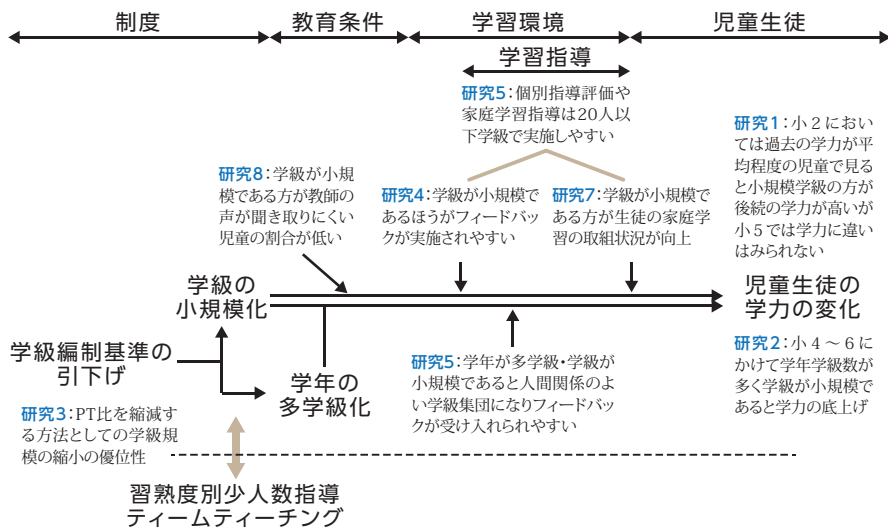 制度
教育条件
学習環境
児童生徒
学習指導
研究5:個別指導評価や
家庭学習指導は20人以
下学級で実施しやすい
研究1:小2におい
ては過去の学力が平
均程度の児童で見る
と小規模学級の方が
後続の学力が高いが
小5では学力に違い
はみられない
研究8:学級が小規
模である方が教師の
声が聞き取りにくい
児童の割合が低い
研究4:学級が小規模で
あるほうがフィードバッ
クが実施されやすい
研究7:学級が小規模で
ある方が生徒の家庭学
習の取組状況が向上
学級の
小規模化
児童生徒の
学力の変化
学級編制基準の
引下げ
学年の
多学級化
研究5:学年が多学級・学級が
小規模であると人間関係のよ
い学級集団になりフィードバッ
クが受け入れられやすい
研究2:小4～6に
かけて学年学級数が
多く学級が小規模で
あると学力の底上げ
研究3:PT比を縮減す
る方法としての学級規
模の縮小の優位性
習熟度別少人数指導
ティームティーチング